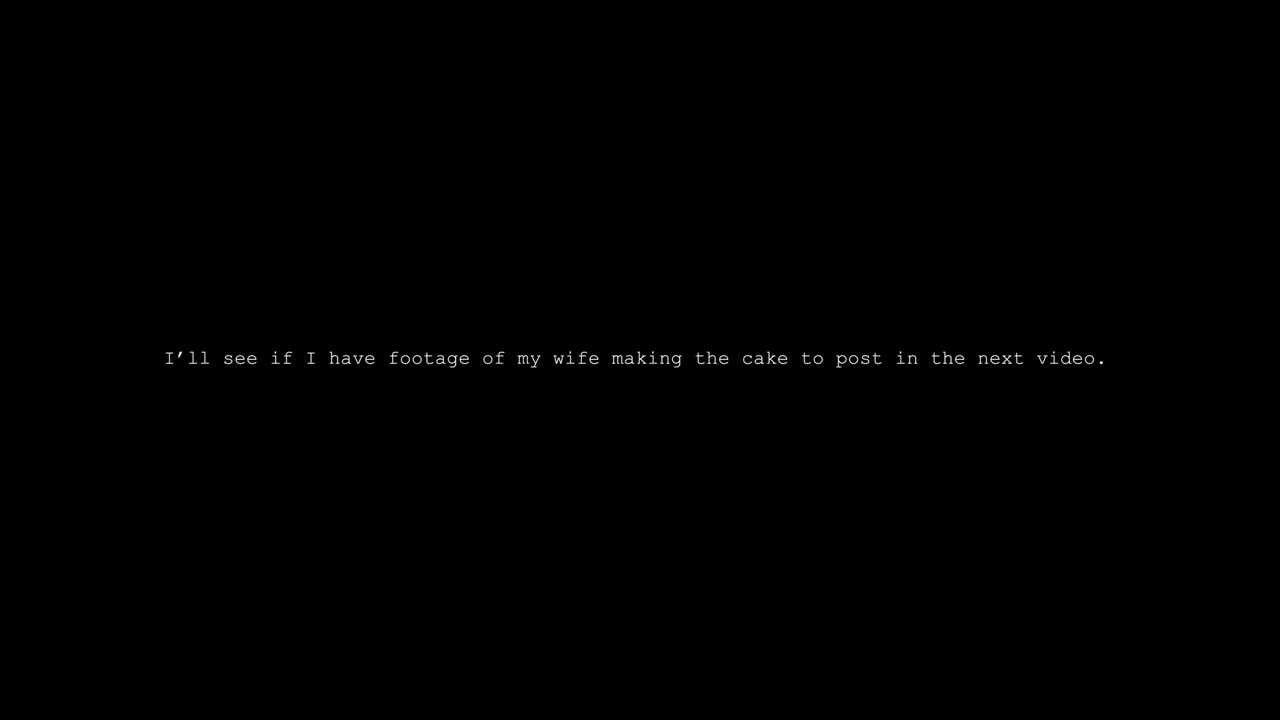 I’ll see if I have footage of my wife making the cake to post in the next video.